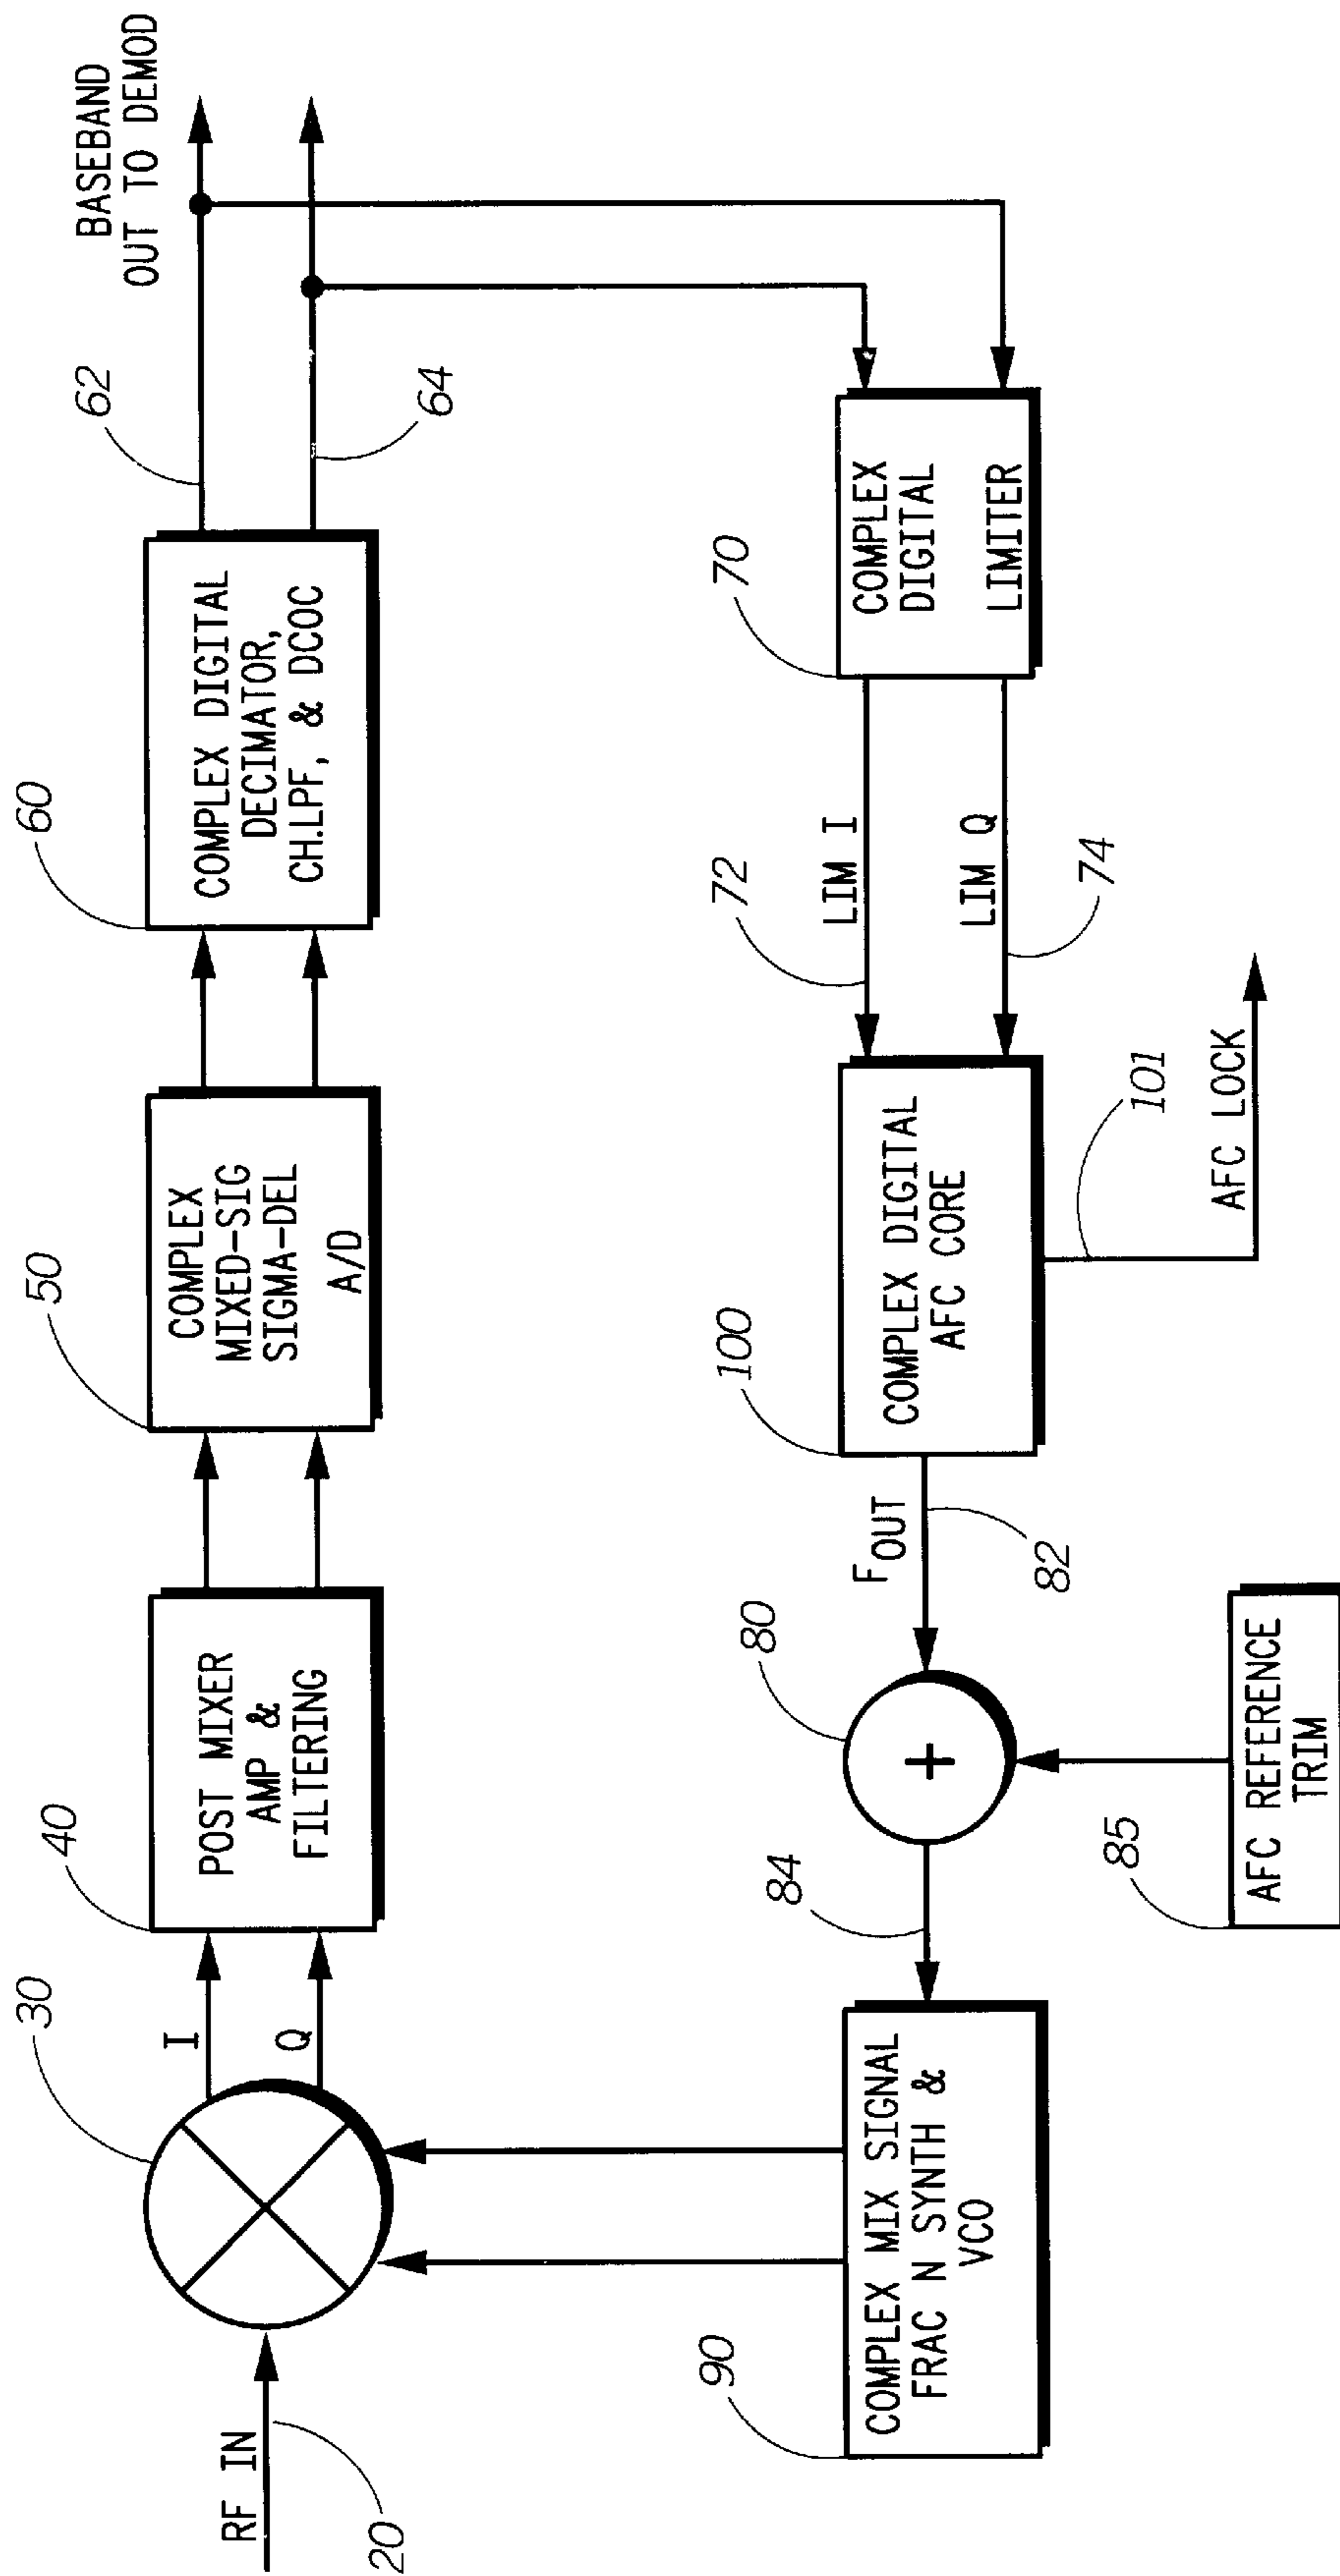 RF IN
20
30
I
Q
40
POST MIXER
AMP &
FILTERING
50
COMPLEX
MIXED-SIG
SIGMA-DEL
A/D
60
COMPLEX DIGITAL
DECIMATOR,
CH.LPF, & DCOC
62
64
BASEBAND
OUT TO DEMOD
90
COMPLEX MIX SIGNAL
FRAC N SYNTH &
VCO
84
80
+
85
AFC REFERENCE
TRIM
FOUT
82
100
COMPLEX DIGITAL
AFC CORE
101
AFC LOCK
72
LIM I
LIM Q
74
70
COMPLEX
DIGITAL
LIMITER